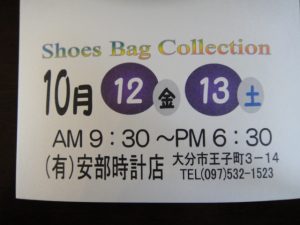 Shoes Bag Collection
10月 12 金 13 土
AM 9:30 ～PM 6:30
(有)安部時計店 大分市王子町3－14
TEL(097)532-1523